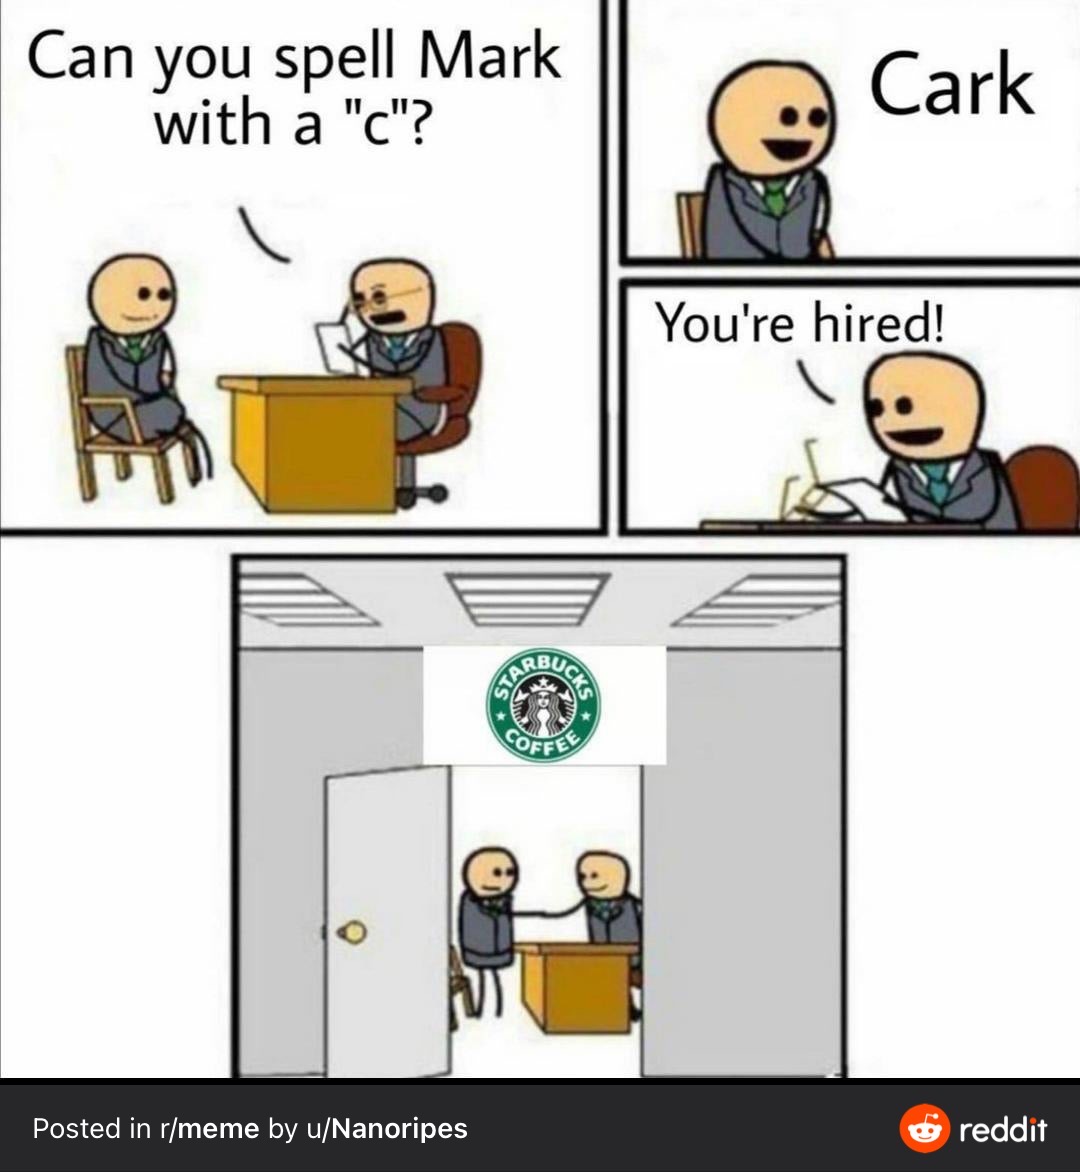 Can you spell Mark
with a "c"?
Cark
You're hired!
STARBUCKS
COFFEE
Posted in r/meme by u/Nanoripes
reddit